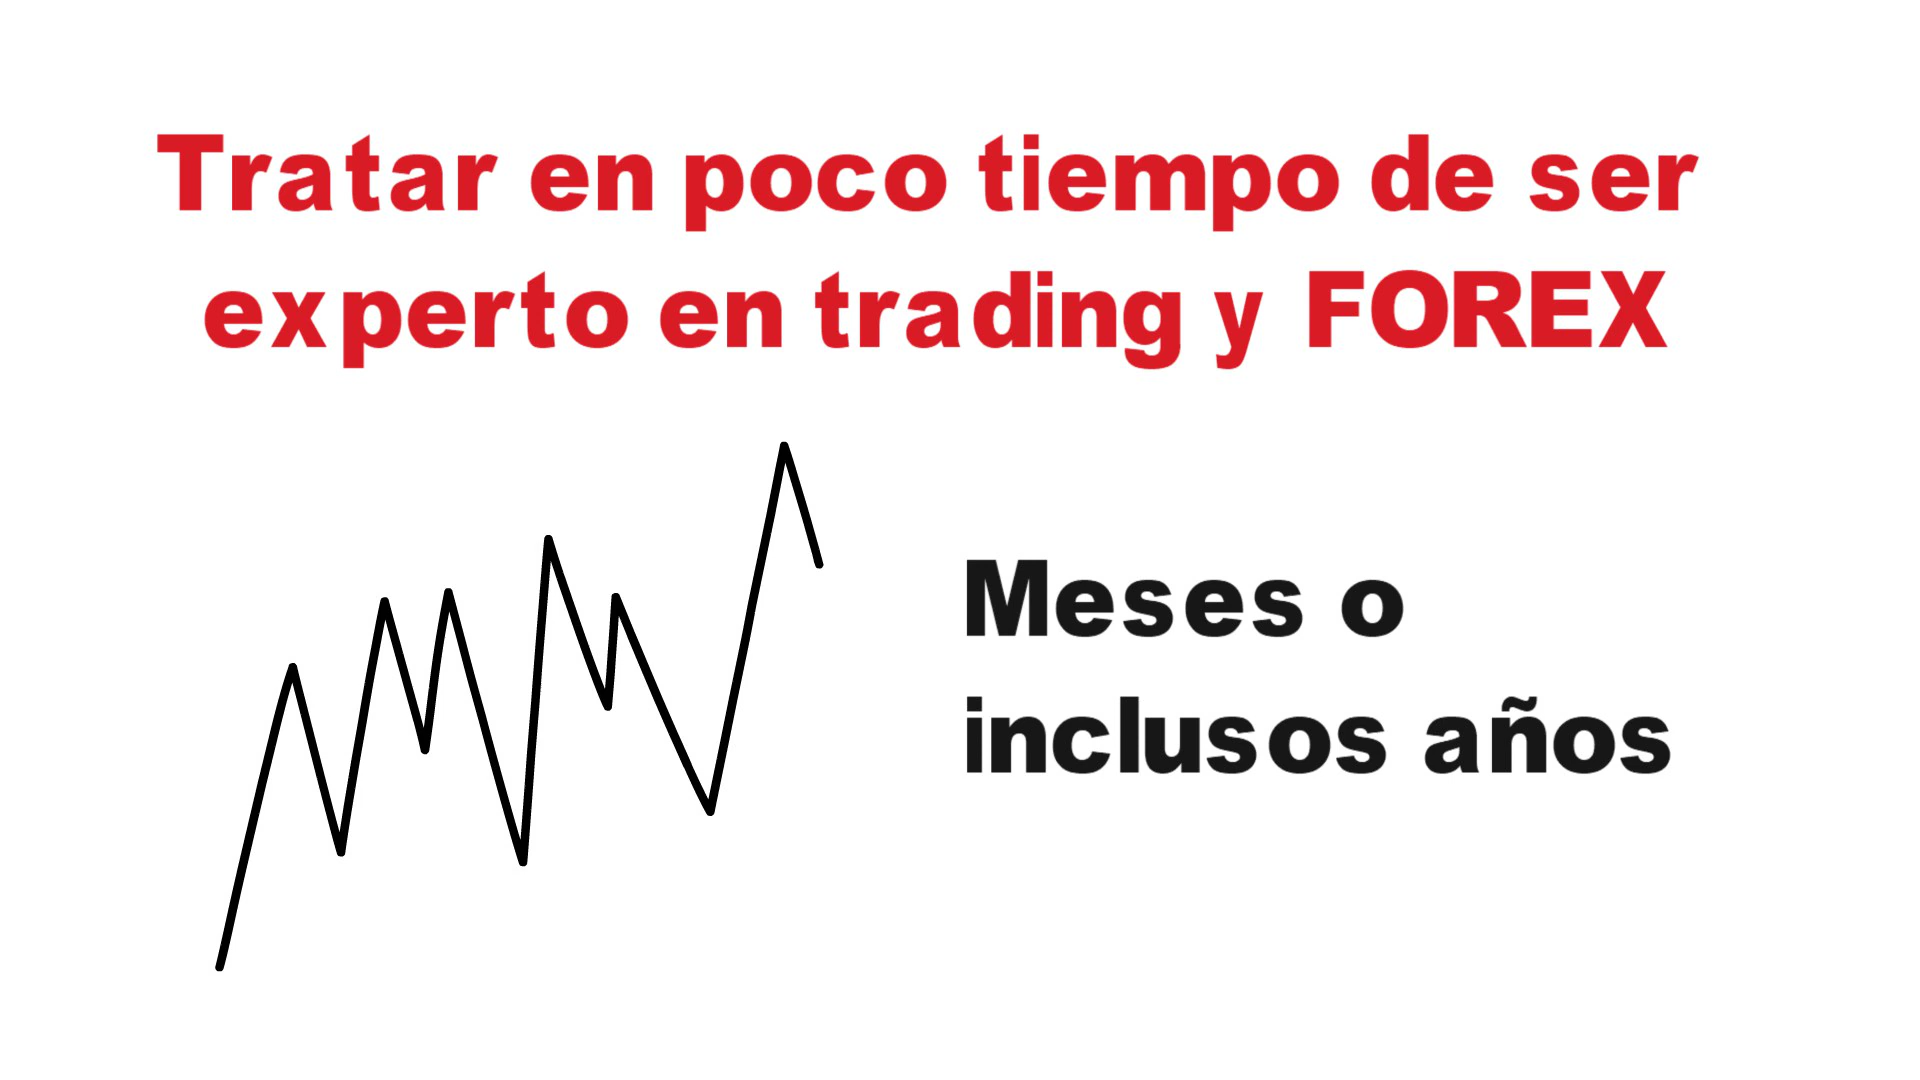 Tratar en poco tiempo de ser
experto en trading y FOREX
Meses o
inclusos años